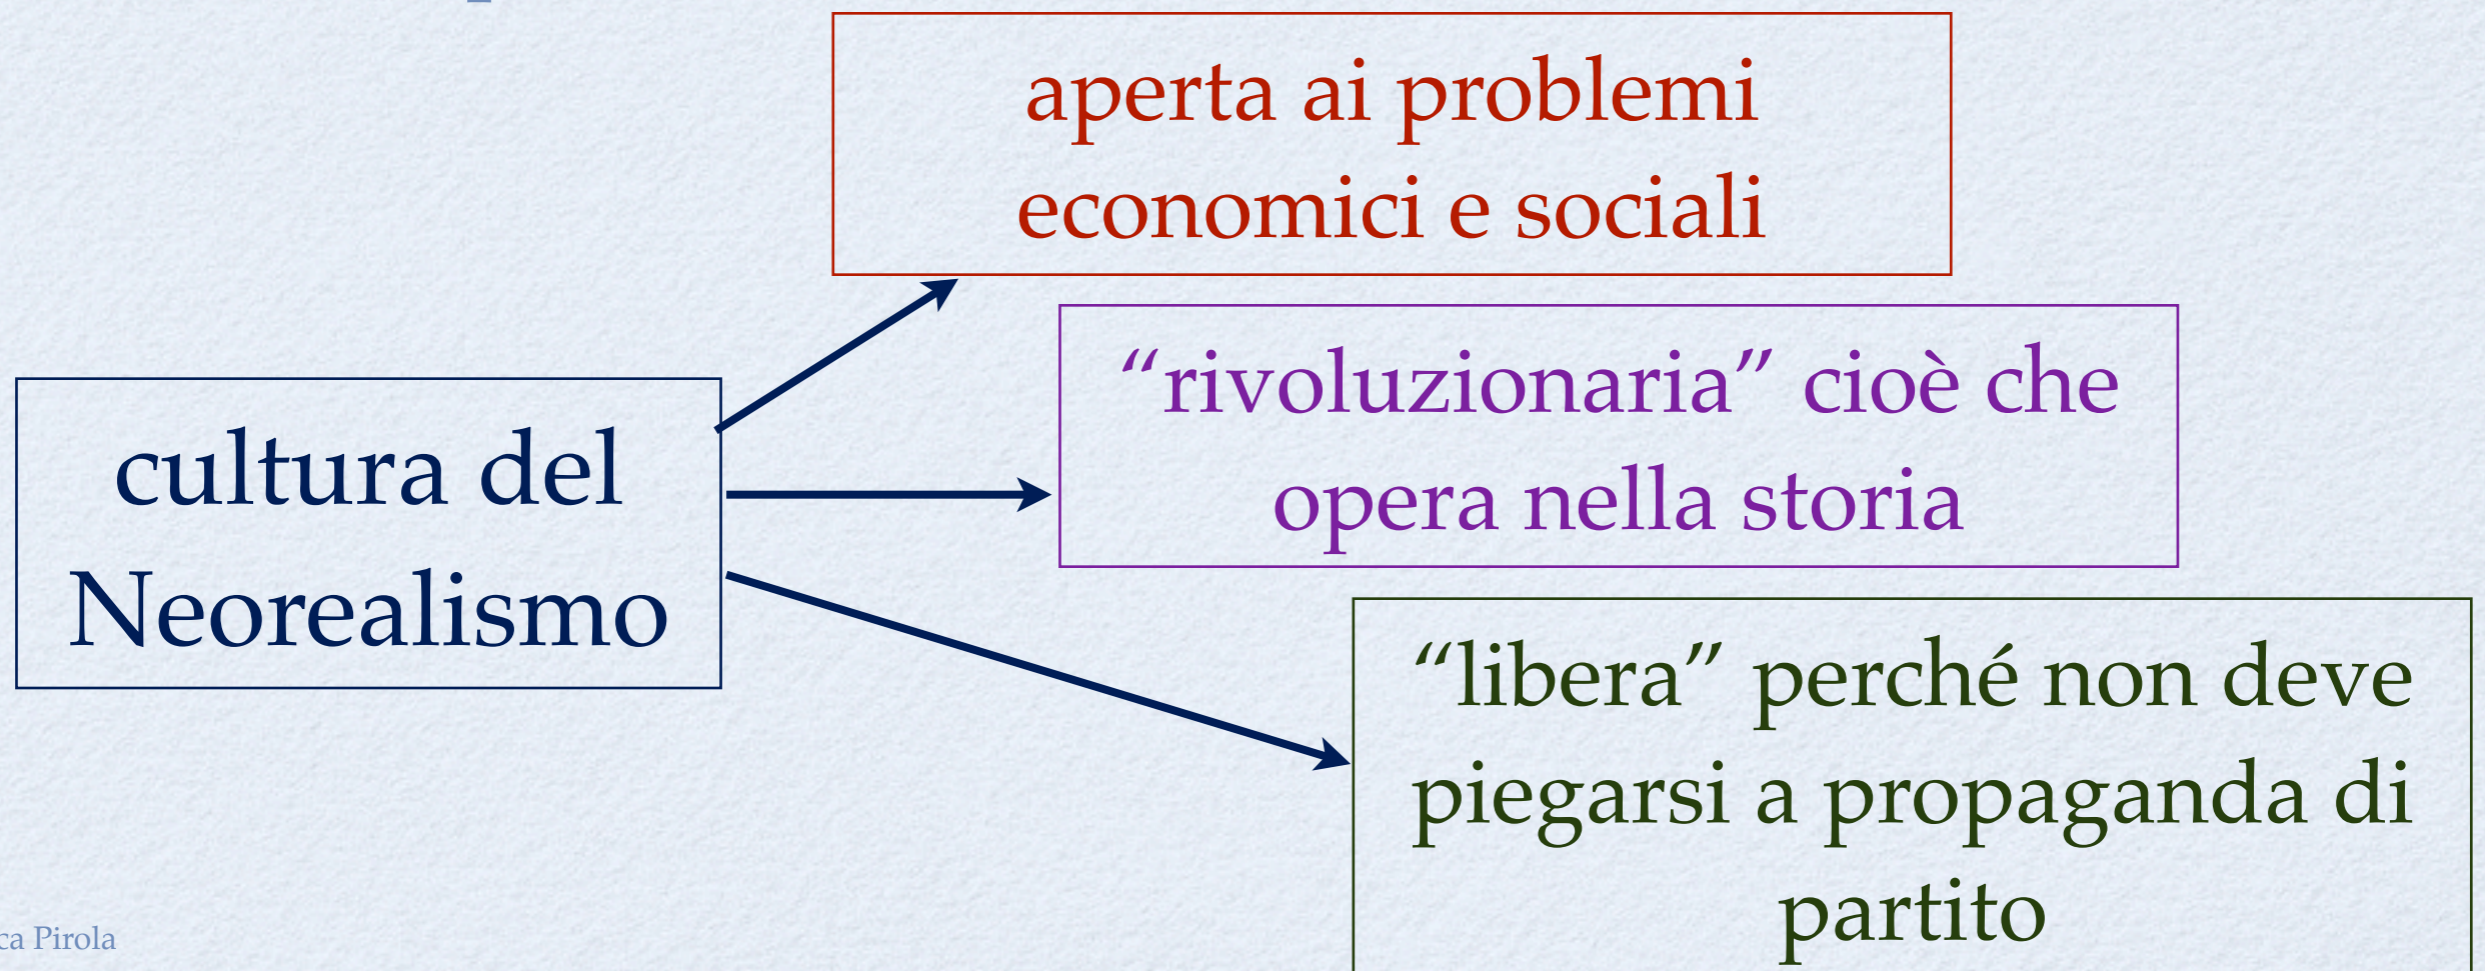 aperta ai problemi
economici e sociali
“rivoluzionaria” cioè che
opera nella storia
cultura del
Neorealismo
“libera” perché non deve
piegarsi a propaganda di
partito
Pirola